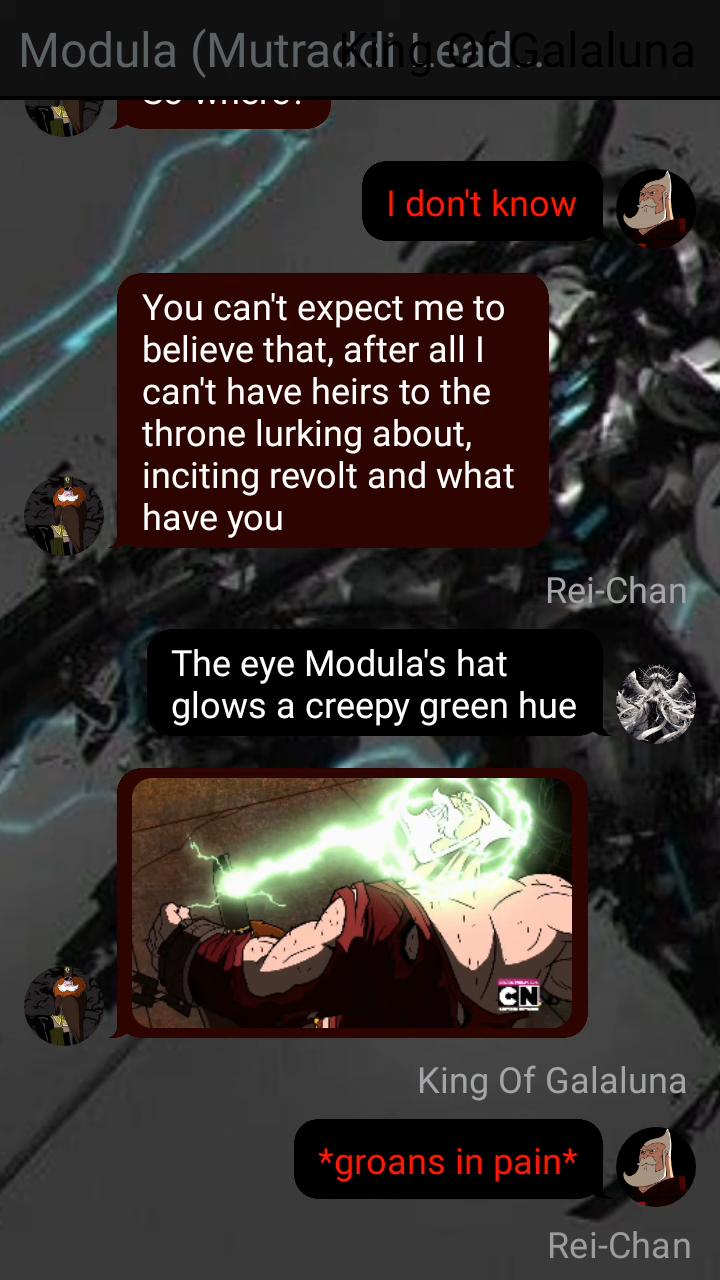 Modula (Mutraddi Lead...
King Of Galaluna
So where?
I don't know
You can't expect me to
believe that, after all I
can't have heirs to the
throne lurking about,
inciting revolt and what
have you
Rei-Chan
The eye Modula's hat
glows a creepy green hue
CN
King Of Galaluna
*groans in pain*
Rei-Chan